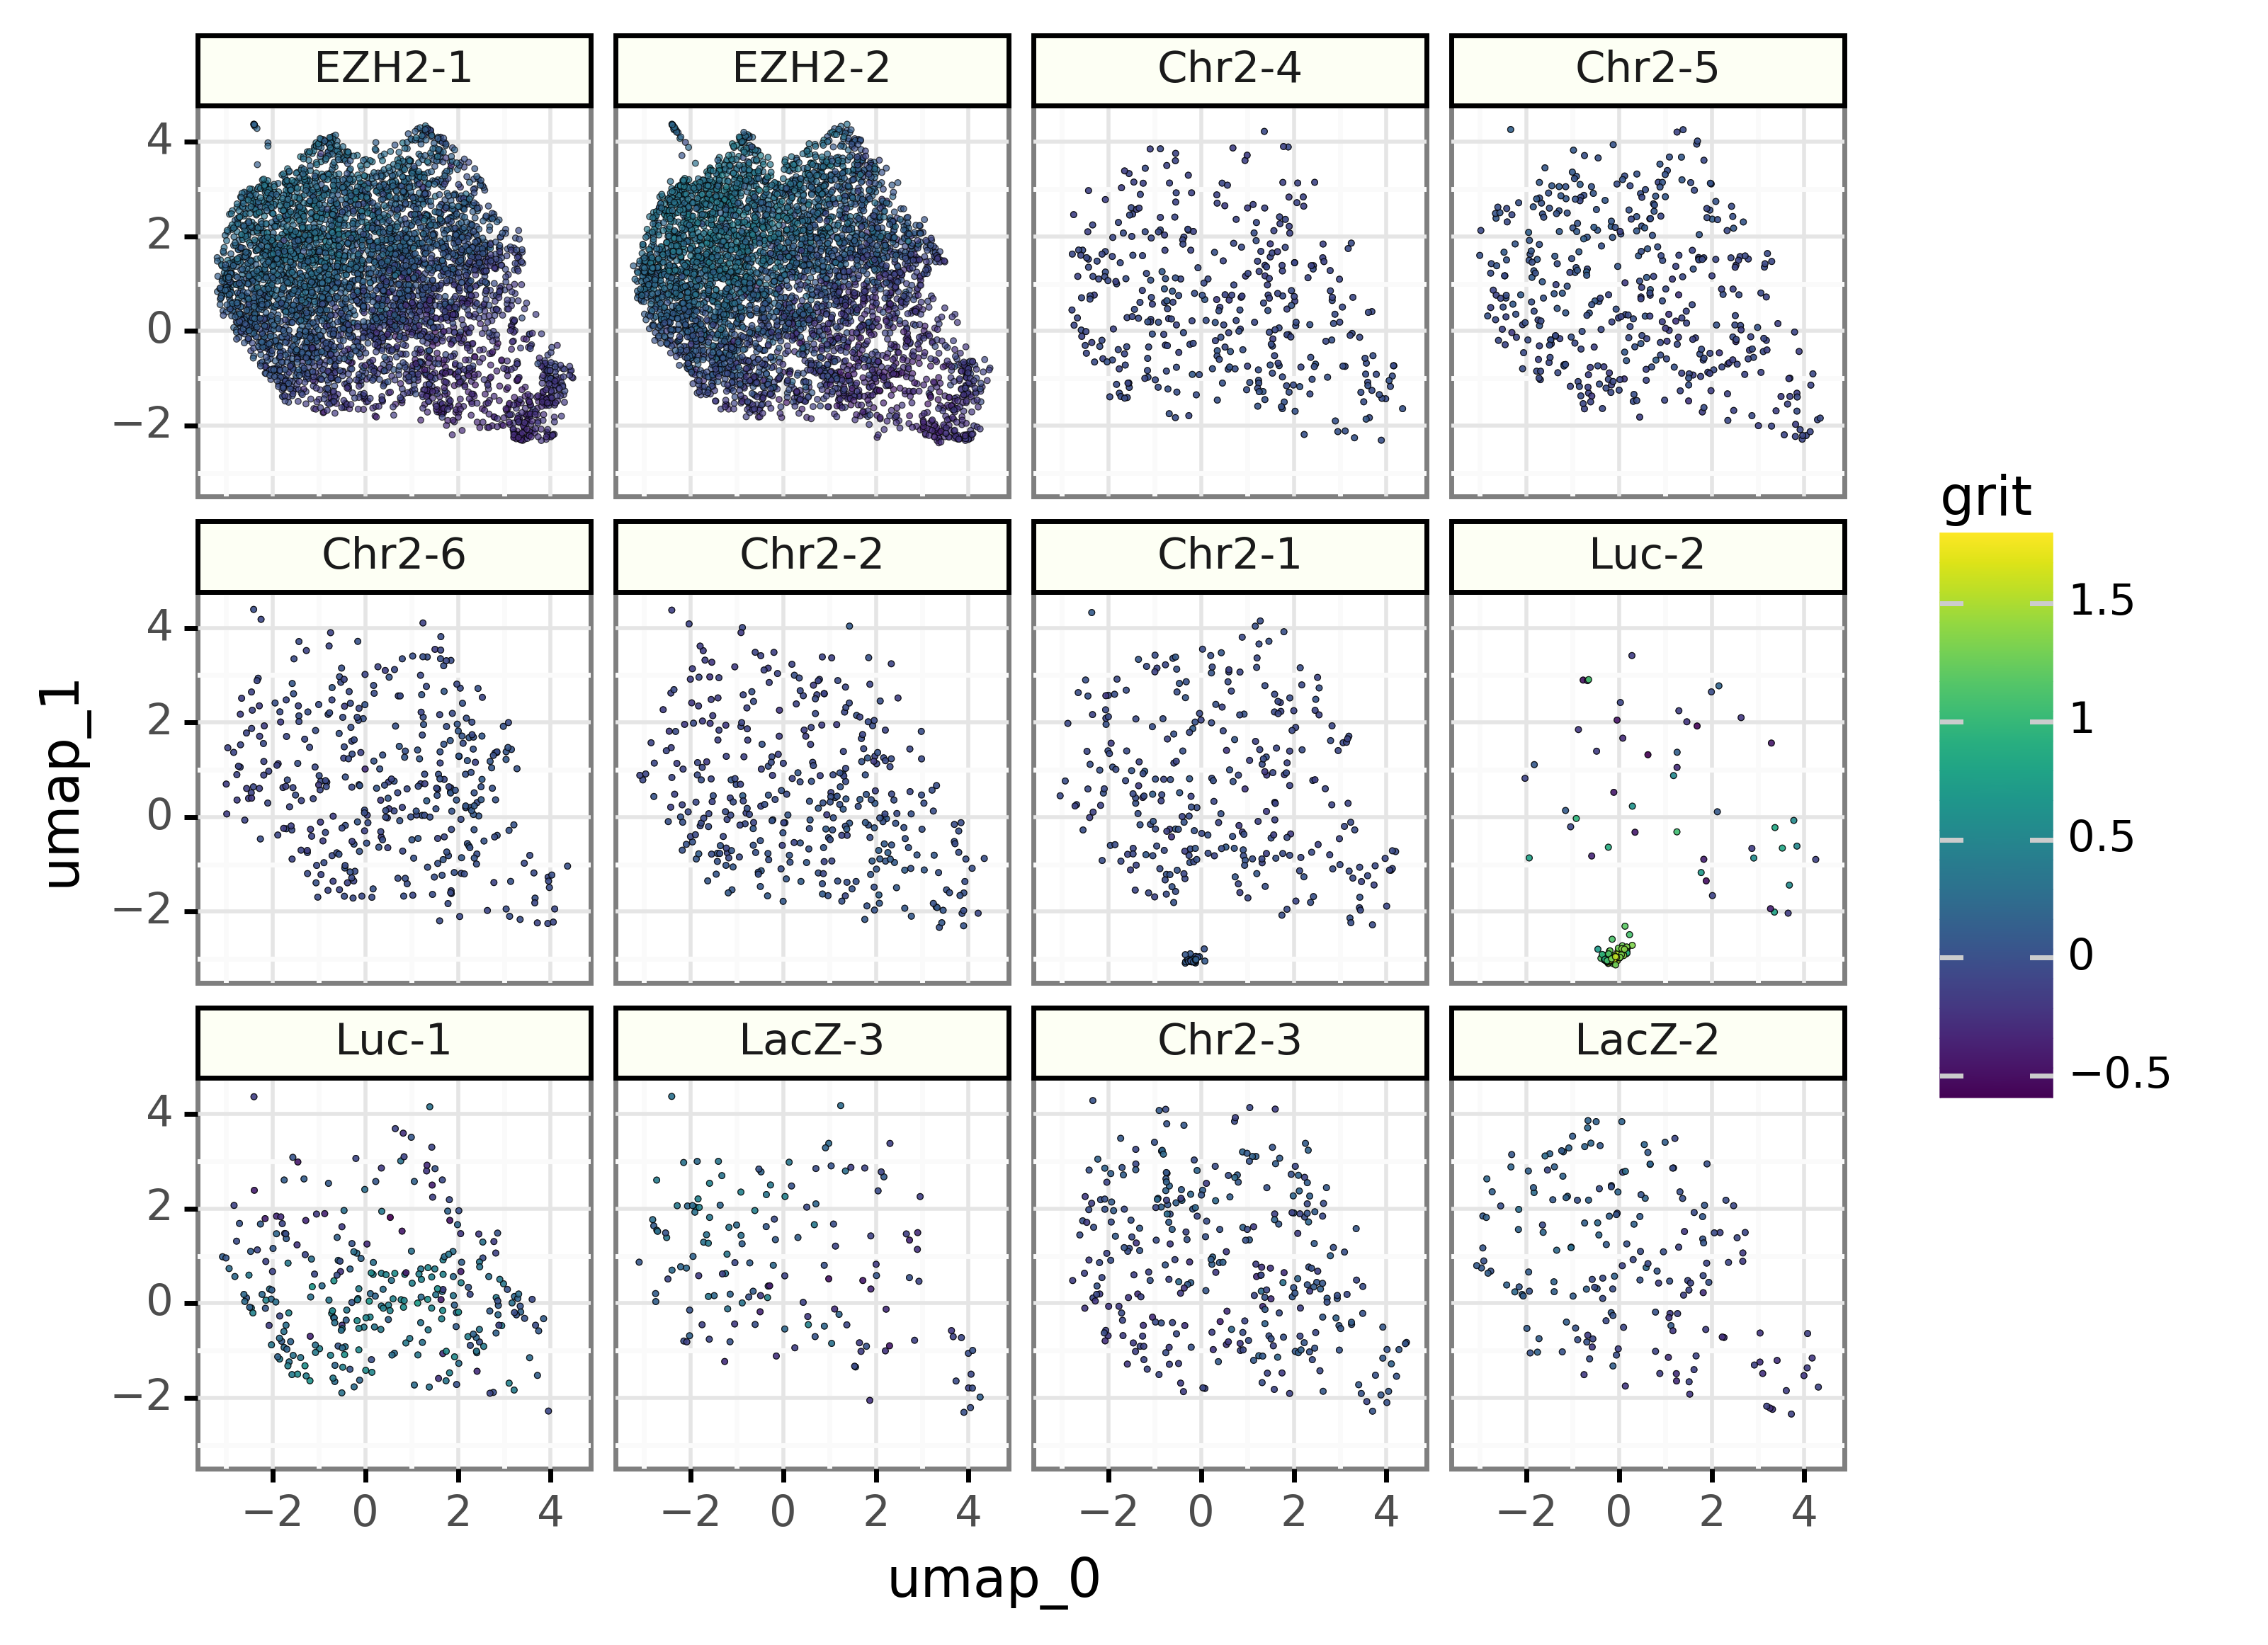 EZH2-1 EZH2-2 Chr2-4 Chr2-5
4
2
0
−2
Chr2-6 Chr2-2 Chr2-1 Luc-2
4
2
0
−2
Luc-1 LacZ-3 Chr2-3 LacZ-2
4
2
0
−2
−2 0 2 4 −2 0 2 4 −2 0 2 4 −2 0 2 4
umap_0
umap_1
grit
1.5
1
0.5
0
−0.5